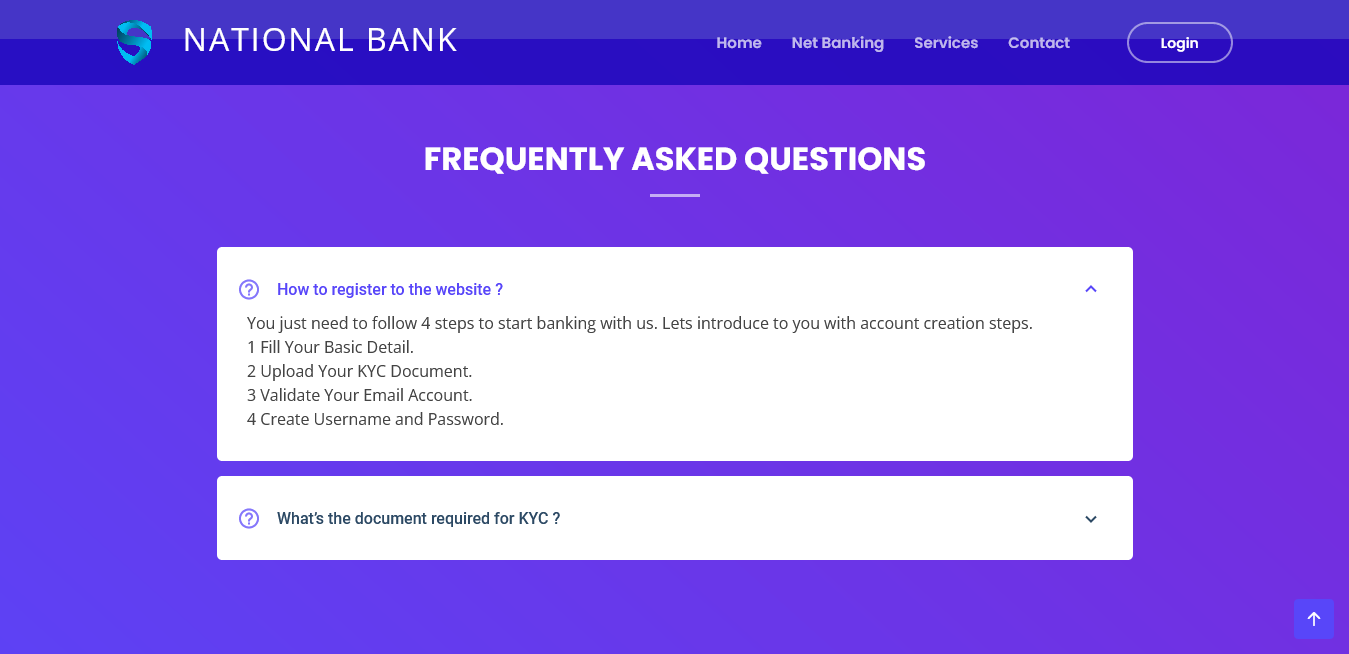 NATIONAL BANK
Home Net Banking Services Contact Login
FREQUENTLY ASKED QUESTIONS
How to register to the website ?
You just need to follow 4 steps to start banking with us. Lets introduce to you with account creation steps.
1 Fill Your Basic Detail.
2 Upload Your KYC Document.
3 Validate Your Email Account.
4 Create Username and Password.
What’s the document required for KYC ?